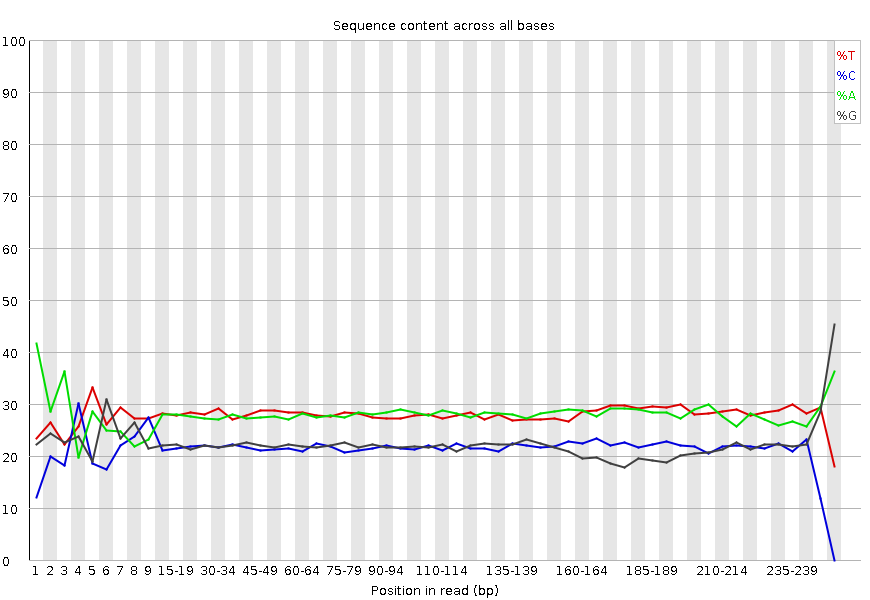 Sequence content across all bases
100
90
80
70
60
50
40
30
20
10
0
%T
%C
%A
%G
1 2 3 4 5 6 7 8 9 15-19 30-34 45-49 60-64 75-79 90-94 110-114 135-139 160-164 185-189 210-214 235-239
Position in read (bp)